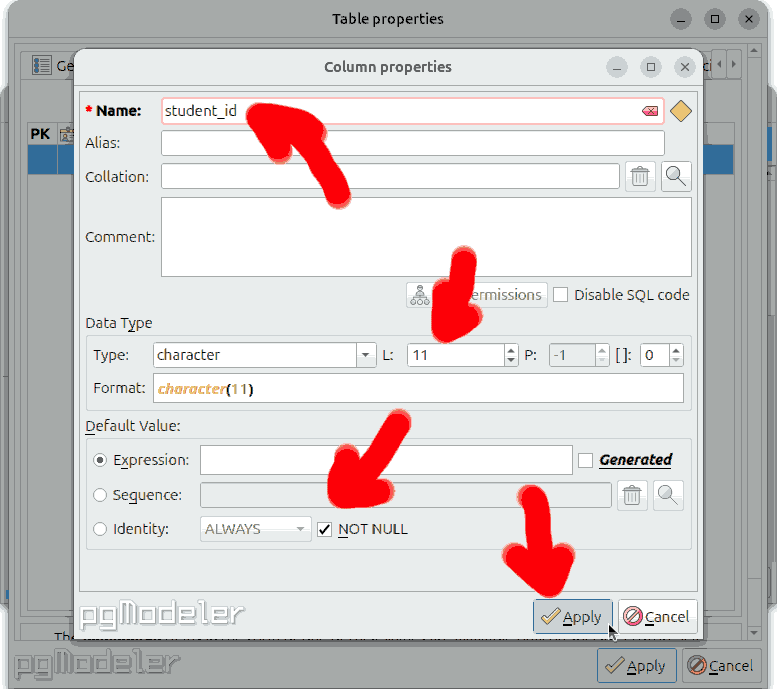 Table properties
Column properties
Ge
PK
* Name: student_id
Alias:
Collation:
Comment:
ermissions Disable SQL code
Data Type
Type: character L: 11 P: -1 []: 0
Format: character(11)
Default Value:
Expression: Generated
Sequence:
Identity: ALWAYS NOT NULL
pgModeler Apply Cancel
pgModeler Apply Cancel